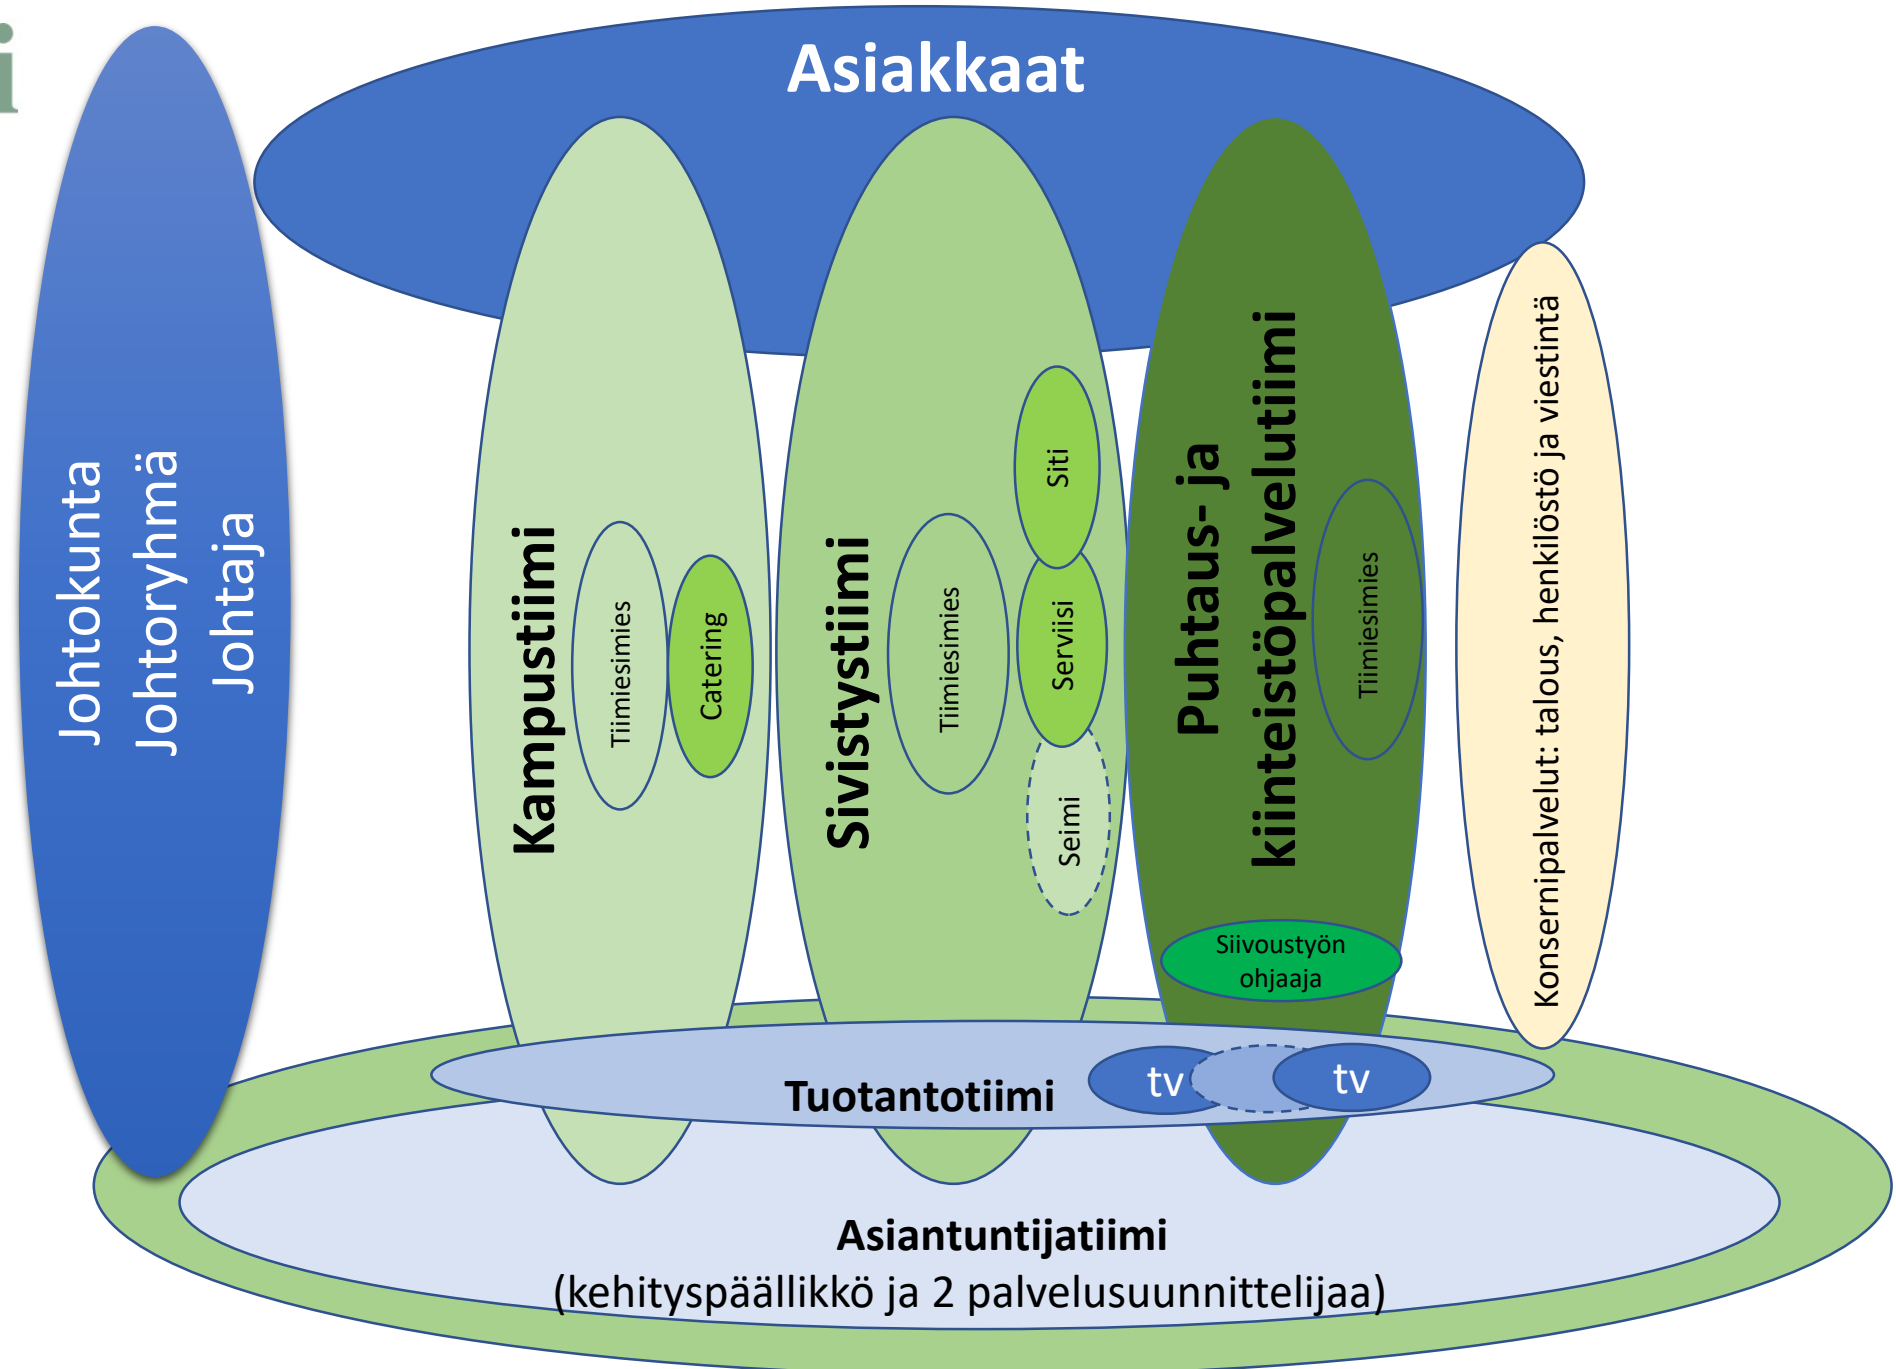 i
Asiakkaat
Johtokunta
Johtoryhmä
Johtaja
Kampustiimi
Tiimiesimies
Catering
Sivistystiimi
Tiimiesimies
Siti
Serviisi
Seimi
Puhtaus- ja
kiinteistöpalvelutiimi
Tiimiesimies
Siivoustyön
ohjaaja
Konsernipalvelut: talous, henkilöstö ja viestintä
Tuotantotiimi
tv
tv
Asiantuntijatiimi
(kehityspäällikkö ja 2 palvelusuunnittelijaa)